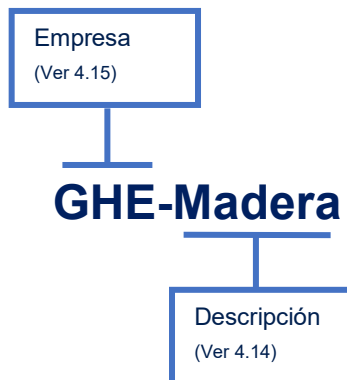 Empresa
(Ver 4.15)
GHE-Madera
Descripción
(Ver 4.14)